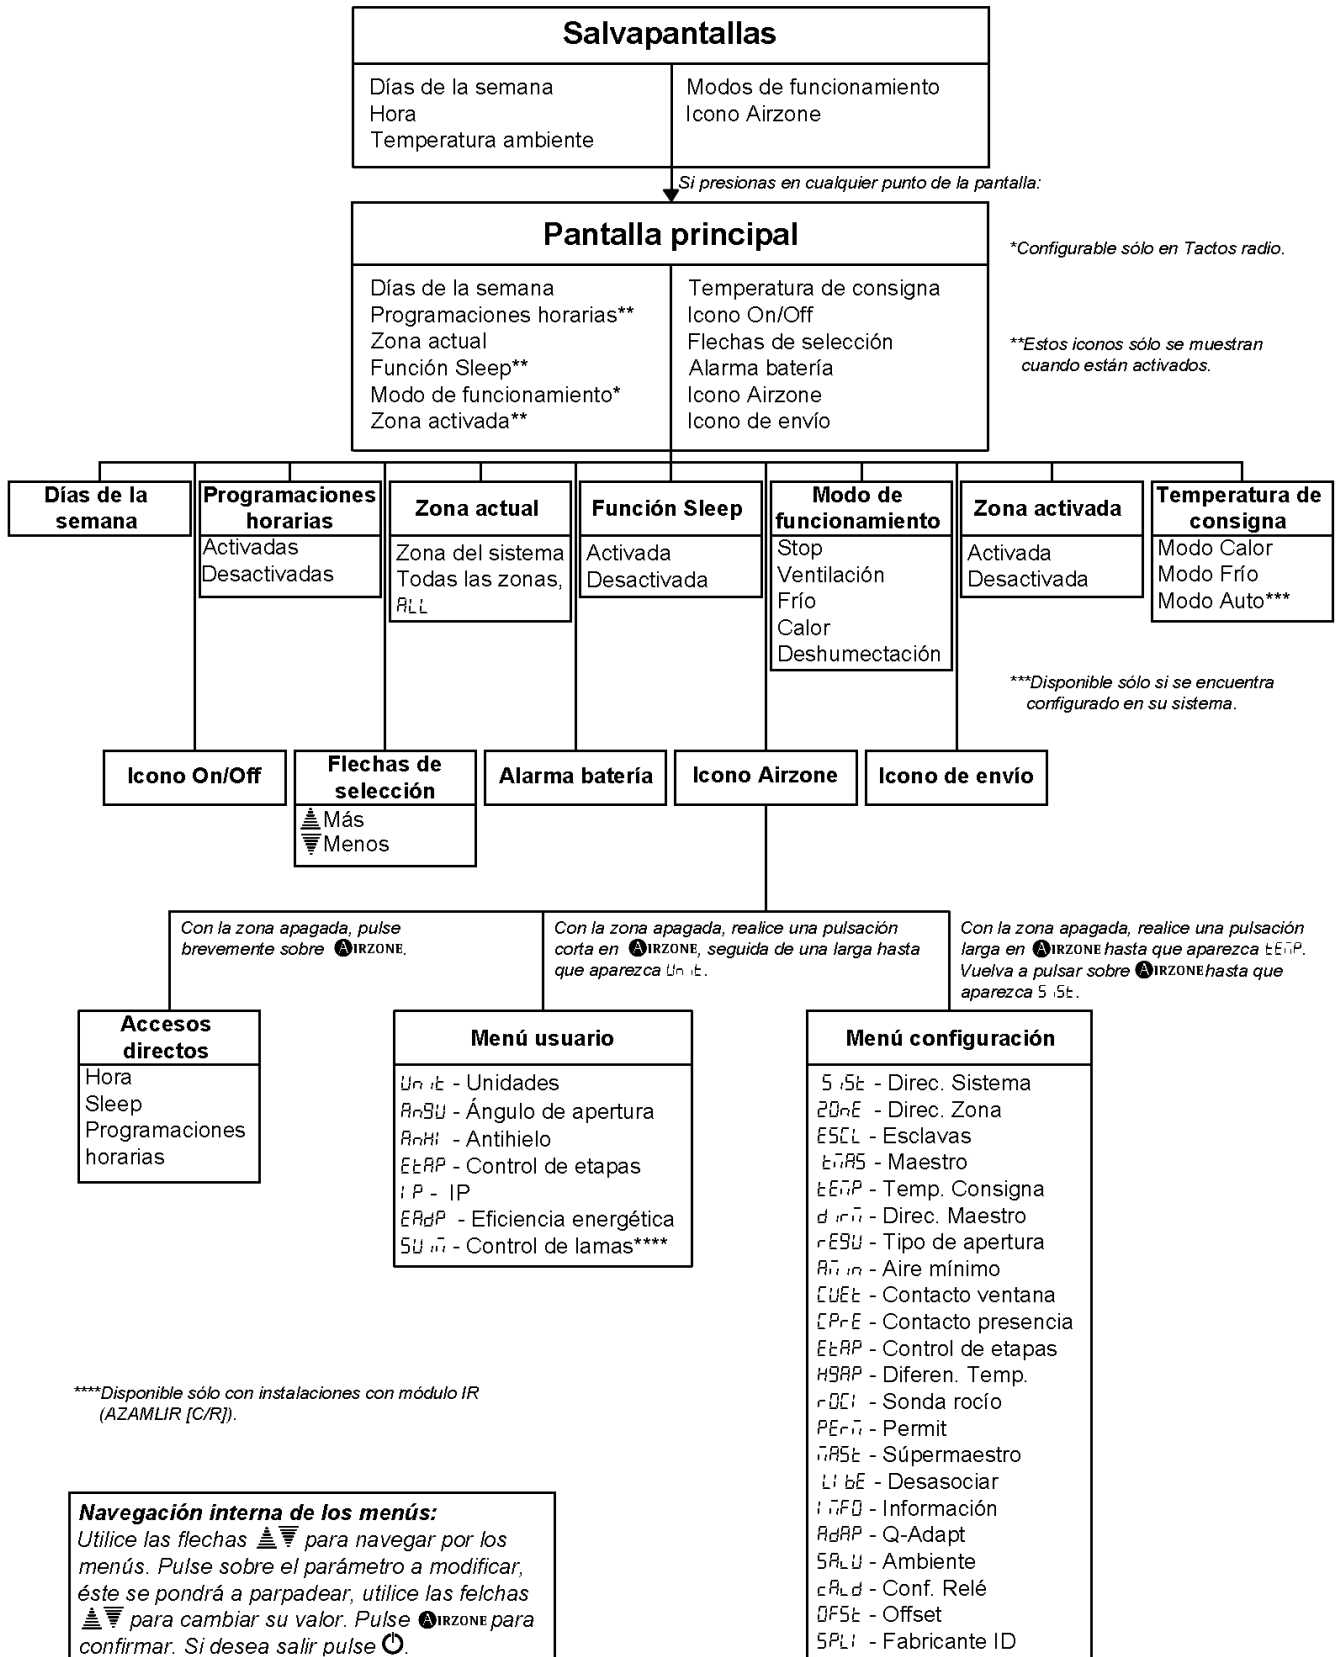 Salvapantallas
Días de la semana
Hora
Temperatura ambiente
Modos de funcionamiento
Icono Airzone
Si presionas en cualquier punto de la pantalla:
Pantalla principal
Días de la semana
Programaciones horarias**
Zona actual
Función Sleep**
Modo de funcionamiento*
Zona activada**
Temperatura de consigna
Icono On/Off
Flechas de selección
Alarma batería
Icono Airzone
Icono de envío
*Configurable sólo en Tactos radio.
**Estos iconos sólo se muestran
cuando están activados.
Días de la
semana
Programaciones
horarias
Activadas
Desactivadas
Zona actual
Zona del sistema
Todas las zonas,
ALL
Función Sleep
Activada
Desactivada
Modo de
funcionamiento
Stop
Ventilación
Frío
Calor
Deshumectación
Zona activada
Activada
Desactivada
Temperatura de
consigna
Modo Calor
Modo Frío
Modo Auto***
***Disponible sólo si se encuentra
configurado en su sistema.
Icono On/Off
Flechas de
selección
Más
Menos
Alarma batería
Icono Airzone
Icono de envío
Con la zona apagada, pulse
brevemente sobre AIRZONE.
Con la zona apagada, realice una pulsación
corta en AIRZONE, seguida de una larga hasta
que aparezca Unit.
Con la zona apagada, realice una pulsación
larga en AIRZONE hasta que aparezca tEMP.
Vuelva a pulsar sobre AIRZONE hasta que
aparezca SiSt.
Accesos
directos
Hora
Sleep
Programaciones
horarias
Menú usuario
Unit - Unidades
AnGU - Ángulo de apertura
AnHI - Antihielo
EtAP - Control de etapas
IP - IP
EAdP - Eficiencia energética
SUiM - Control de lamas****
Menú configuración
SiSt - Direc. Sistema
ZOnE - Direc. Zona
ESCL - Esclavas
tMAS - Maestro
tEMP - Temp. Consigna
dirM - Direc. Maestro
rEGU - Tipo de apertura
AMin - Aire mínimo
CUEt - Contacto ventana
CPrE - Contacto presencia
EtAP - Control de etapas
HGAP - Diferen. Temp.
rOCI - Sonda rocío
PErM - Permit
MASt - Súpermaestro
LIbE - Desasociar
IMFO - Información
AdAP - Q-Adapt
SALU - Ambiente
cALd - Conf. Relé
OFSt - Offset
SPLI - Fabricante ID
****Disponible sólo con instalaciones con módulo IR
(AZAMLIR [C/R]).
Navegación interna de los menús:
Utilice las flechas para navegar por los
menús. Pulse sobre el parámetro a modificar,
éste se pondrá a parpadear, utilice las felchas
para cambiar su valor. Pulse AIRZONE para
confirmar. Si desea salir pulse .